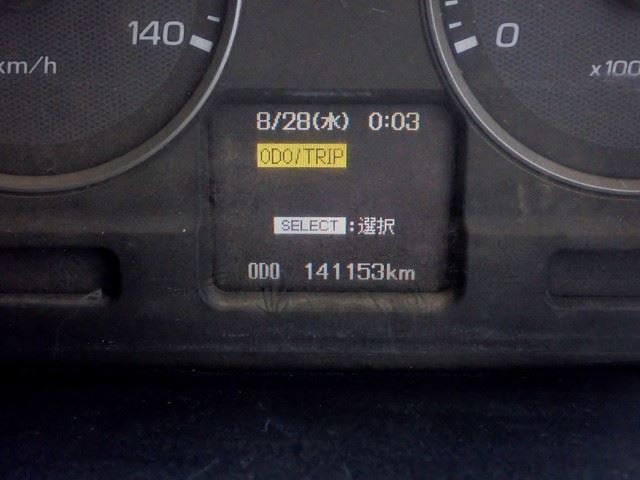 140
km/h
0
x100
8/28(水) 0:03
ODO/TRIP
SELECT:選択
ODO 141153km